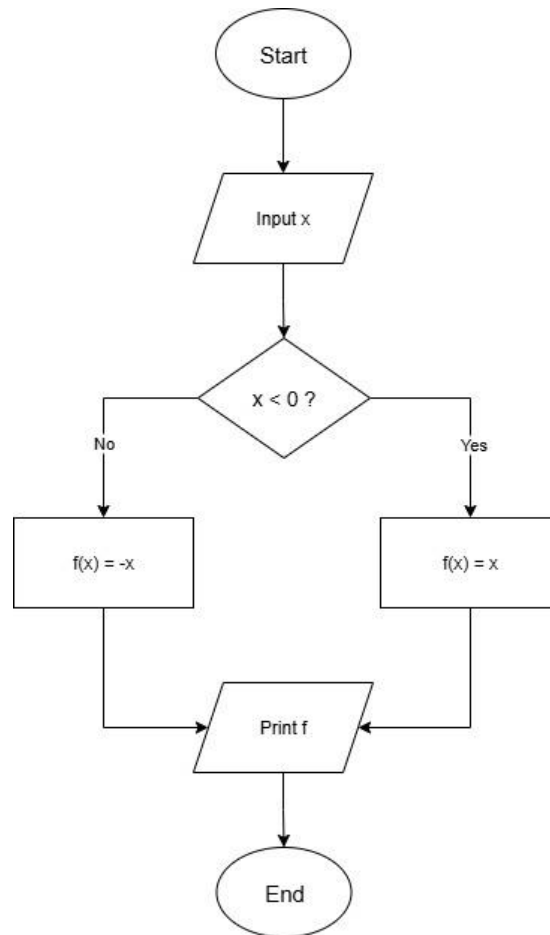 Start
Input x
x < 0 ?
No
Yes
f(x) = -x
f(x) = x
Print f
End